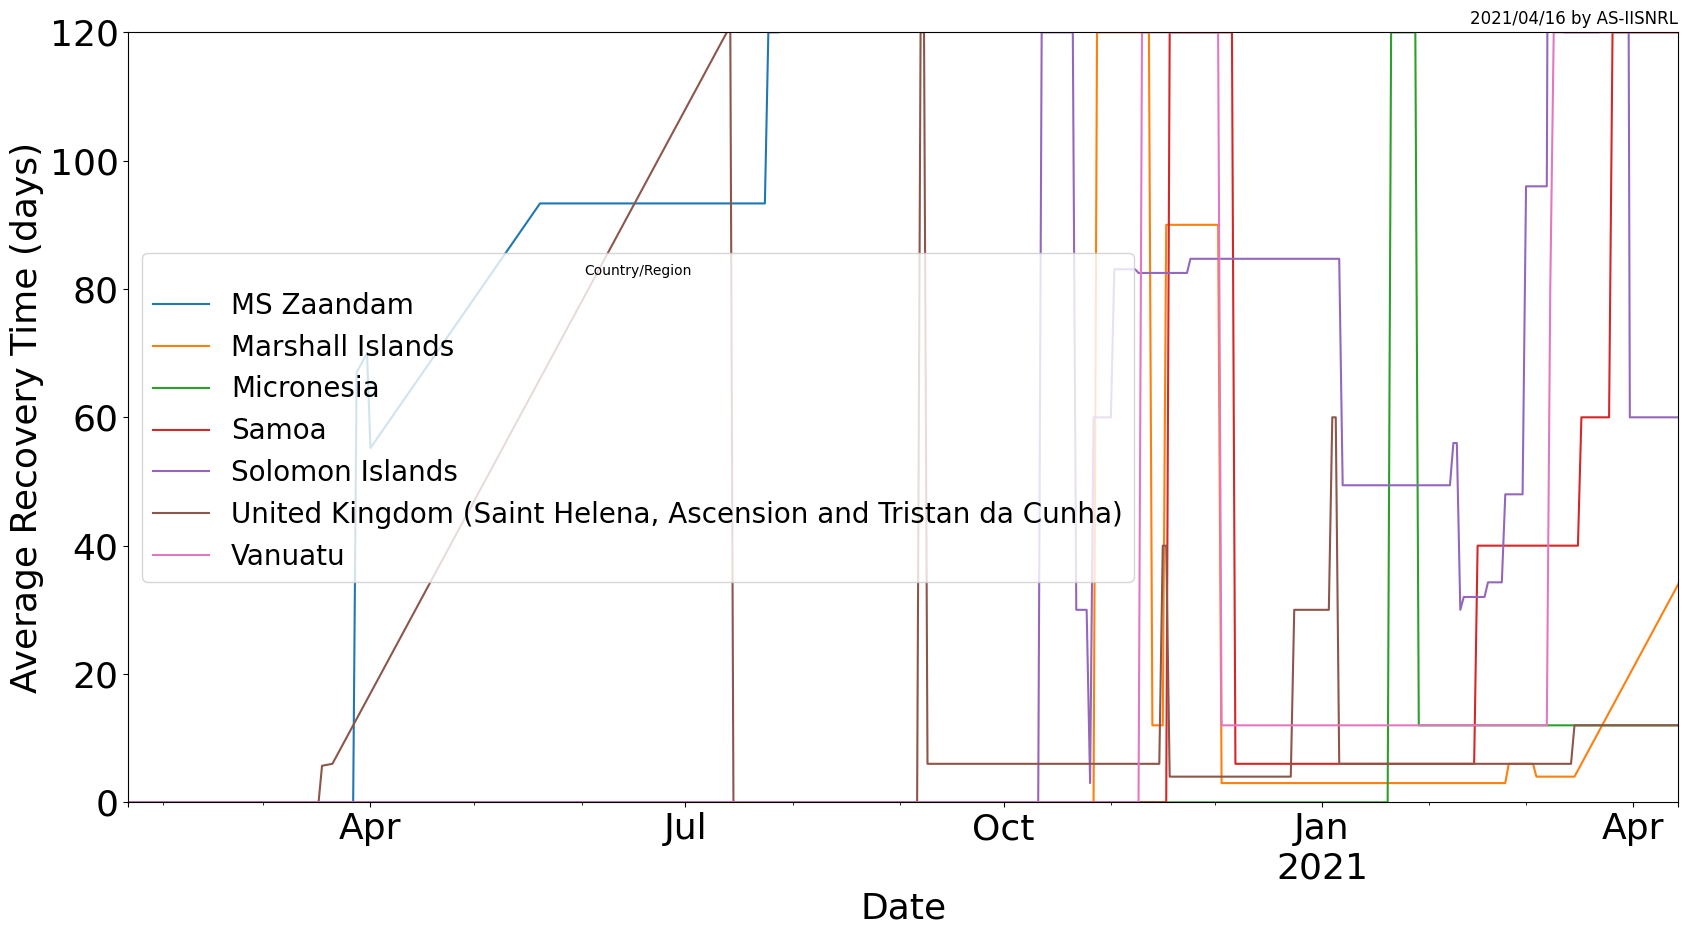 2021/04/16 by AS-IISNRL
120
100
80
60
40
20
0
Average Recovery Time (days)
Country/Region
MS Zaandam
Marshall Islands
Micronesia
Samoa
Solomon Islands
United Kingdom (Saint Helena, Ascension and Tristan da Cunha)
Vanuatu
Apr Jul Oct Jan Apr
2021
Date